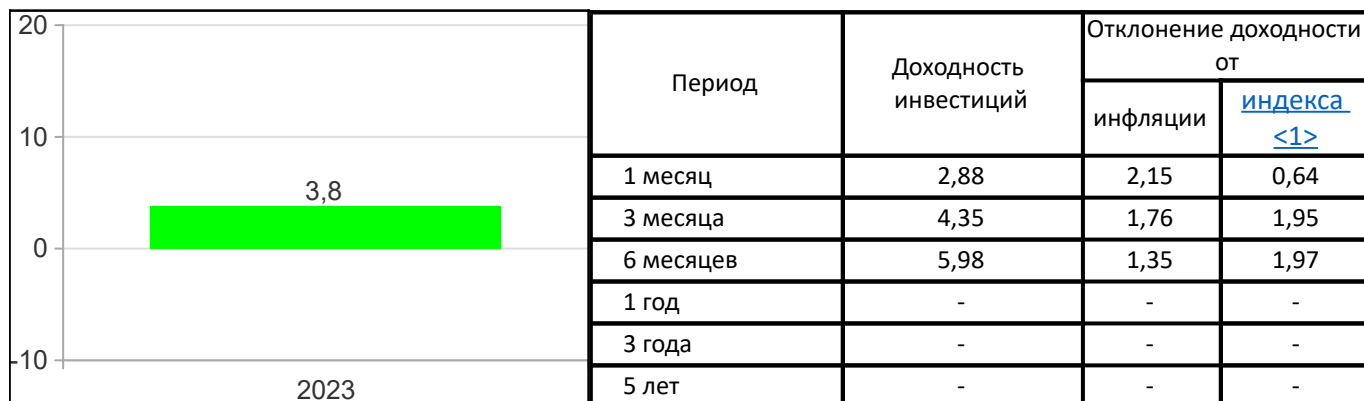 20
10
0
-10
3,8
2023
Период
Доходность
инвестиций
Отклонение доходности
от
инфляции
индекса
<1>
1 месяц 2,88 2,15 0,64
3 месяца 4,35 1,76 1,95
6 месяцев 5,98 1,35 1,97
1 год - - -
3 года - - -
5 лет - - -